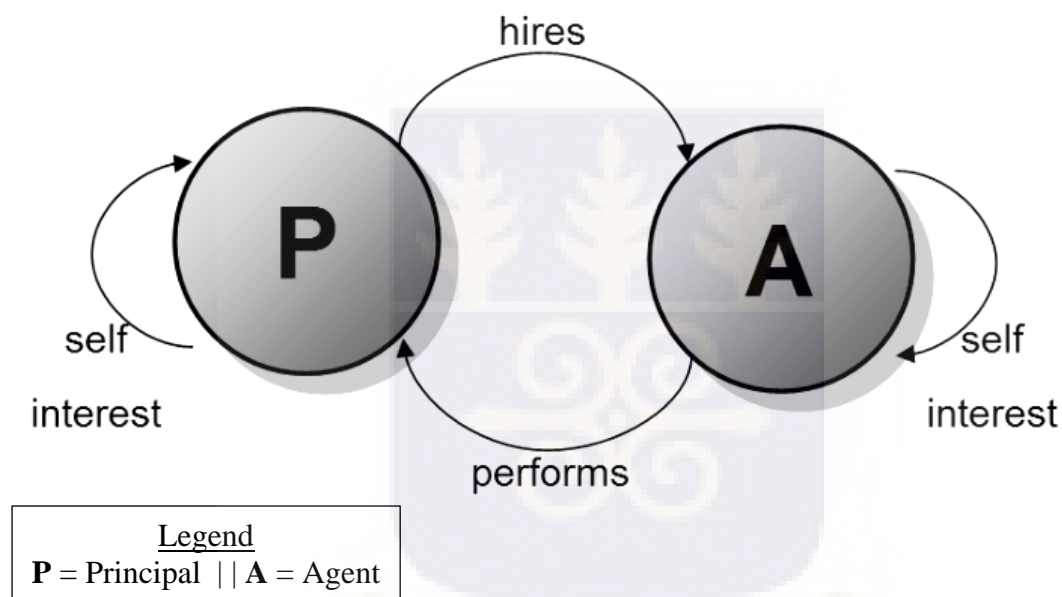 hires
P
A
self
interest
self
interest
performs
Legend
P = Principal || A = Agent